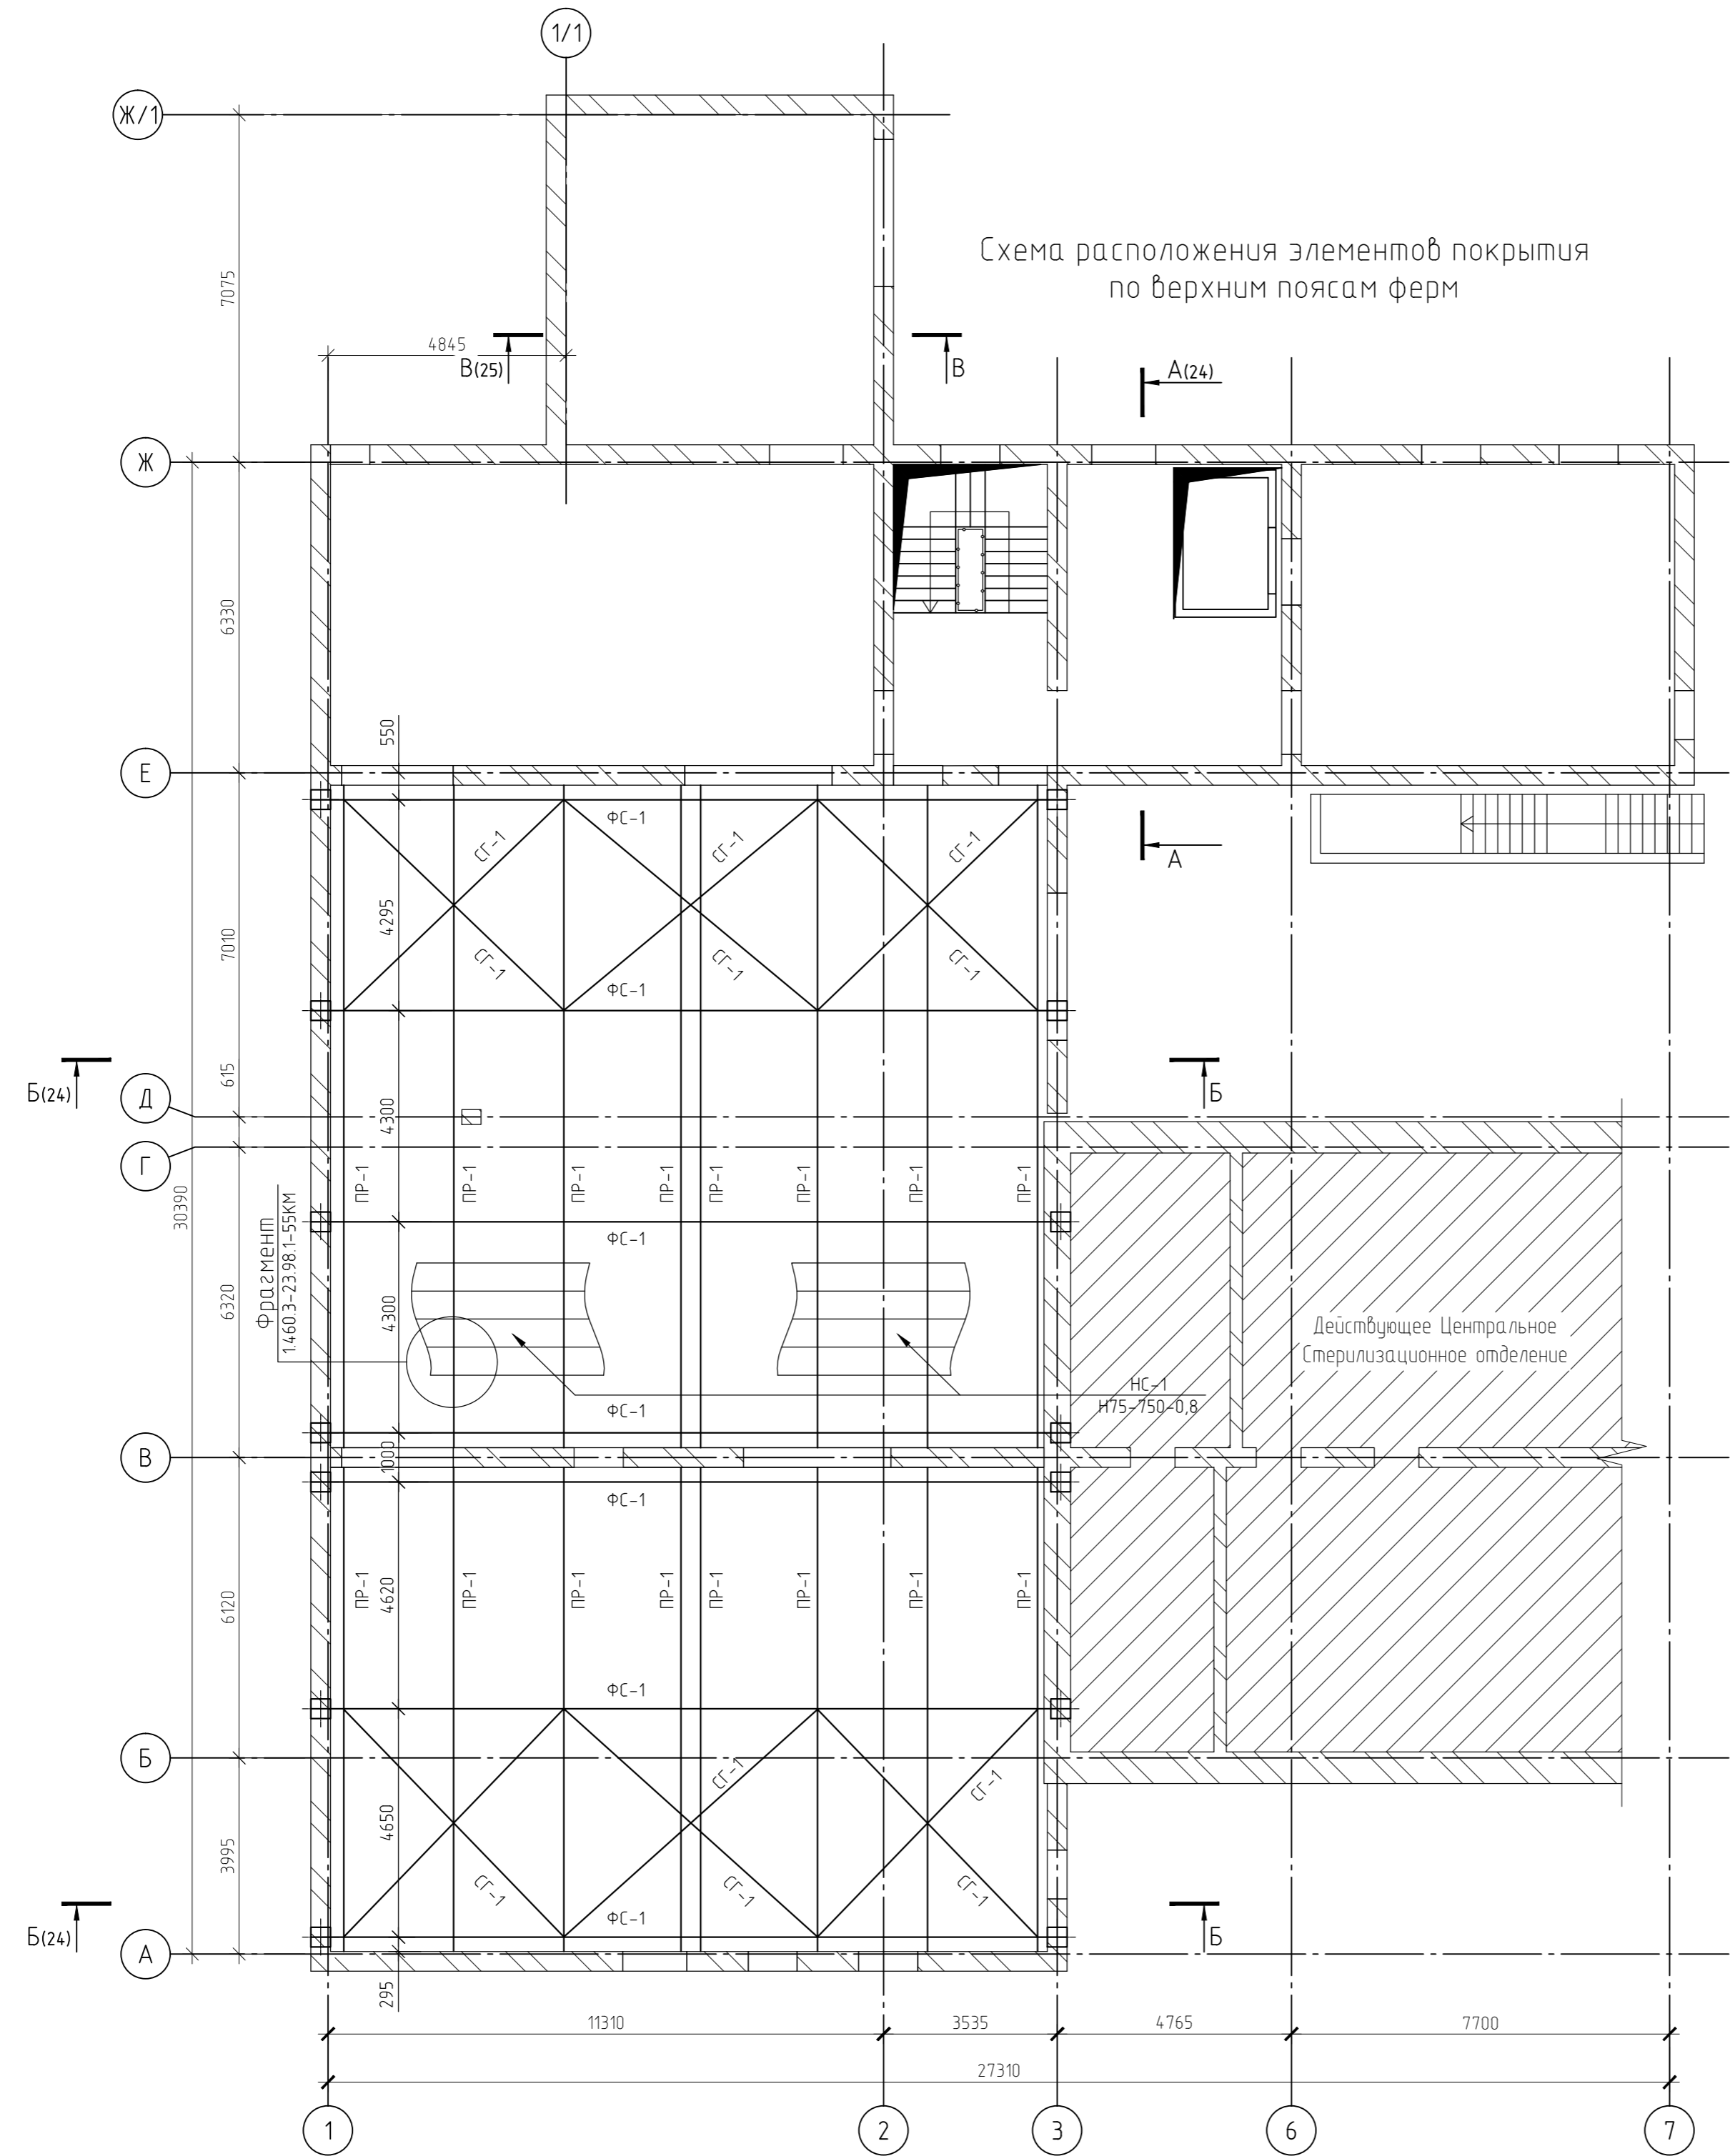 1/1
Ж/1
Схема расположения элементов покрытия
по верхним поясам ферм
7075
4845
В(25)
В
А(24)
Ж
6330
550
Е
ФС-1
СГ-1
СГ-1
СГ-1
А
4295
7010
СГ-1
СГ-1
СГ-1
ФС-1
Б(24)
615
Д
4300
Б
Г
ПР-1
ПР-1
ПР-1
ПР-1
ПР-1
ПР-1
ПР-1
ПР-1
30390
Фрагмент
1.460.3-23.98.1-55КМ
ФС-1
6320
4300
Действующее Центральное
Стерилизационное отделение
НС-1
Н75-750-0,8
ФС-1
В
1000
ФС-1
ПР-1
ПР-1
ПР-1
ПР-1
ПР-1
ПР-1
ПР-1
ПР-1
6120
4620
ФС-1
Б
СГ-1
СГ-1
4650
3995
СГ-1
СГ-1
СГ-1
ФС-1
Б(24)
Б
А
295
11310
3535
4765
7700
27310
1
2
3
6
7